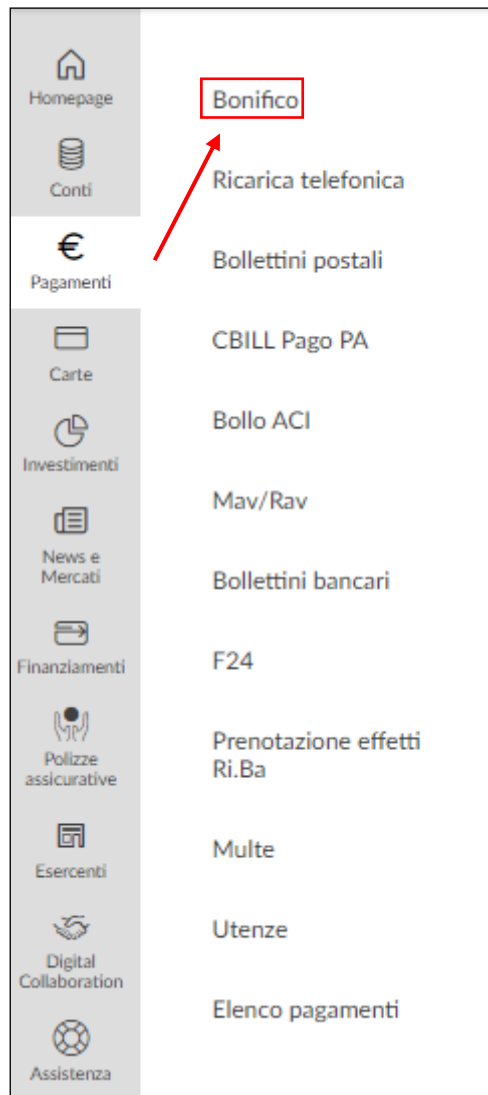 Homepage
Conti
Pagamenti
Carte
Investimenti
News e
Mercati
Finanziamenti
Polizze
assicurative
Esercenti
Digital
Collaboration
Assistenza
Bonifico
Ricarica telefonica
Bollettini postali
CBILL Pago PA
Bollo ACI
Mav/Rav
Bollettini bancari
F24
Prenotazione effetti
Ri.Ba
Multe
Utenze
Elenco pagamenti